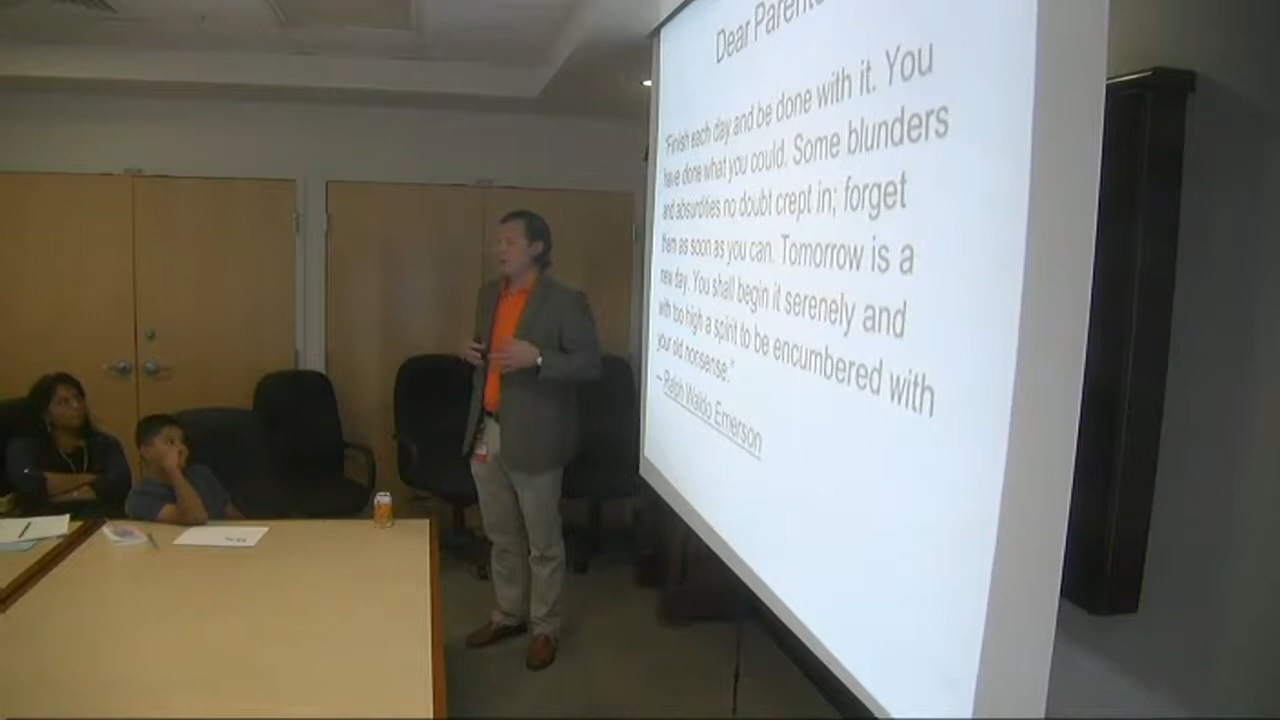 Dear Parents
"Finish each day and be done with it. You
have done what you could. Some blunders
and absurdities no doubt crept in; forget
them as soon as you can. Tomorrow is a
new day. You shall begin it serenely and
with too high a spirit to be encumbered with
your old nonsense."
– Ralph Waldo Emerson